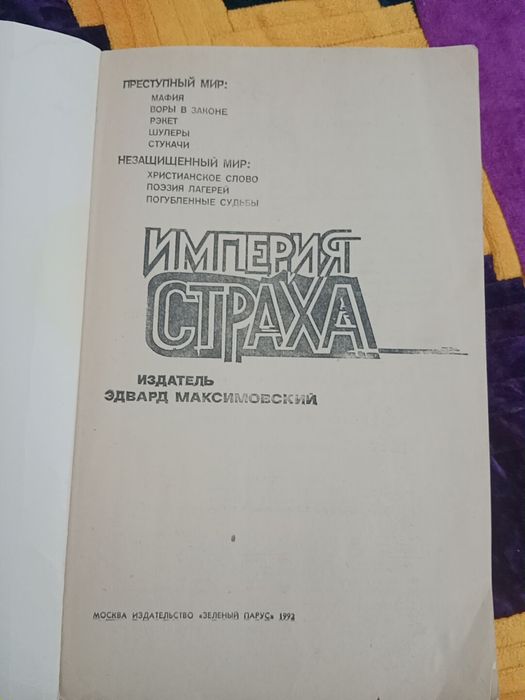 ПРЕСТУПНЫЙ МИР:
МАФИЯ
ВОРЫ В ЗАКОНЕ
РЭКЕТ
ШУЛЕРЫ
СТУКАЧИ
НЕЗАЩИЩЕННЫЙ МИР:
ХРИСТИАНСКОЕ СЛОВО
ПОЭЗИЯ ЛАГЕРЕЙ
ПОГУБЛЕННЫЕ СУДЬБЫ
ИМПЕРИЯ
СТРАХА
ИЗДАТЕЛЬ
ЭДВАРД МАКСИМОВСКИЙ
МОСКВА ИЗДАТЕЛЬСТВО «ЗЕЛЕНЫЙ ПАРУС» 1992